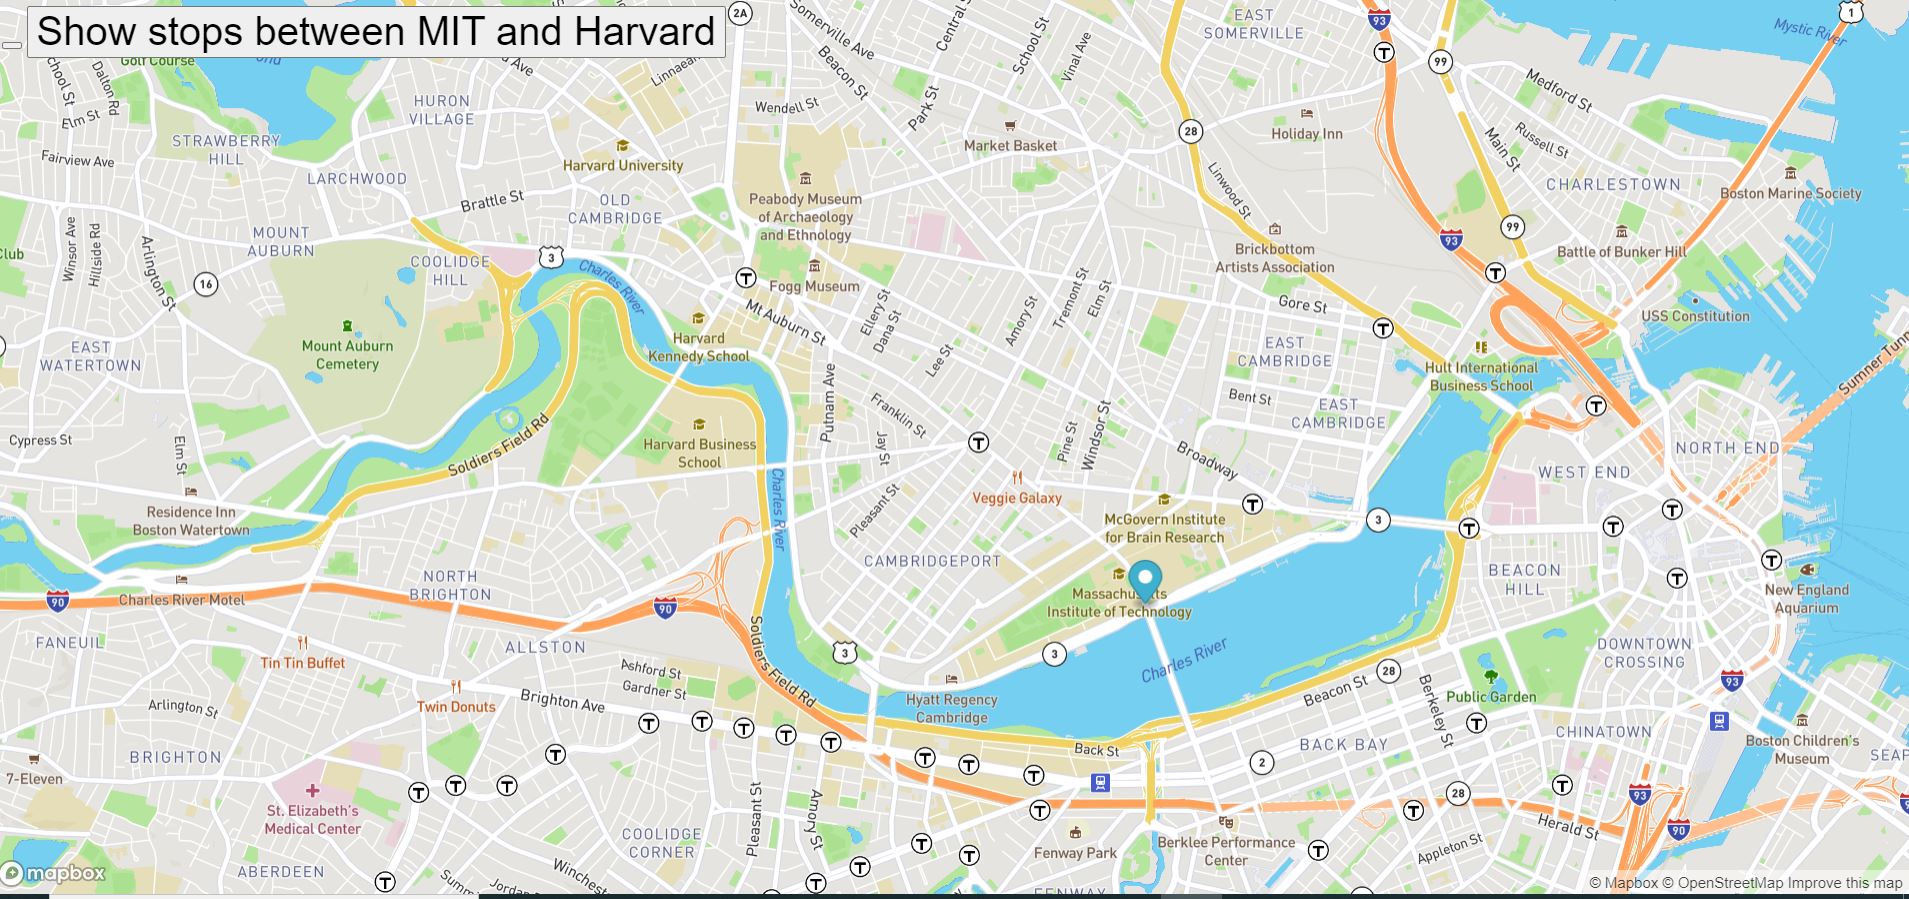 Show stops between MIT and Harvard
2A
Somerville Ave
Central S
School St
Vinal Ave
EAST
SOMERVILLE
93
T
99
1
Mystic River
Golf Course
ond
chool St
Dalton Rd
Elm St
d Ave
Linnaean
Beacon St
Park St
HURON
VILLAGE
Wendell St
Medford St
Russell St
Main St
STRAWBERRY
HILL
Fairview Ave
LARCHWOOD
Harvard University
Market Basket
28
Holiday Inn
Linwood St
CHARLESTOWN
Boston Marine Society
Brattle St
OLD
CAMBRIDGE
Peabody Museum
of Archaeology
and Ethnology
Winsor Ave
Hillside Rd
Arlington St
MOUNT
AUBURN
Club
COOLIDGE
HILL
3
Charles River
16
T
Fogg Museum
Brickbottom
Artists Association
93
99
Battle of Bunker Hill
T
USS Constitution
Mt Auburn St
Ellery St
Dana St
Lee St
Amory St
Tremont St
Elm St
Gore St
T
EAST
WATERTOWN
Mount Auburn
Cemetery
Harvard
Kennedy School
EAST
CAMBRIDGE
Hult International
Business School
Sumner Tunn
Putnam Ave
Franklin St
Bent St
EAST
CAMBRIDGE
T
Cypress St
Elm St
Soldiers Field Rd
Harvard Business
School
Jay St
T
Pine St
Windsor St
Broadway
NORTH END
WEST END
Residence Inn
Boston Watertown
Charles River
Pleasant St
Veggie Galaxy
McGovern Institute
for Brain Research
T
3
T
T
T
CAMBRIDGEPORT
NORTH
BRIGHTON
BEACON
HILL
T
T
New England
Aquarium
90
Charles River Motel
90
Massachus tts
Institute of Technology
FANEUIL
Tin Tin Buffet
ALLSTON
Soldiers Field Rd
3
3
Charles River
DOWNTOWN
CROSSING
Ashford St
Gardner St
Hyatt Regency
Cambridge
28
Beacon St
Berkeley St
Public Garden
93
Arlington St
Twin Donuts
Brighton Ave
T
T
T
T
T
Back St
BACK BAY
T
CHINATOWN
Boston Children's
Museum
SEAP
BRIGHTON
7-Eleven
T
T
T
T
T
T
T
2
T
28
T
T
93
St. Elizabeth's
Medical Center
Pleasant St
Amory St
T
Herald St
90
COOLIDGE
CORNER
T
T
Fenway Park
Berklee Performance
Center
T
Appleton St
mapbox
ABERDEEN
T
Summ
Jordan
Winchest
T
T
FENWAY
© Mapbox © OpenStreetMap Improve this map